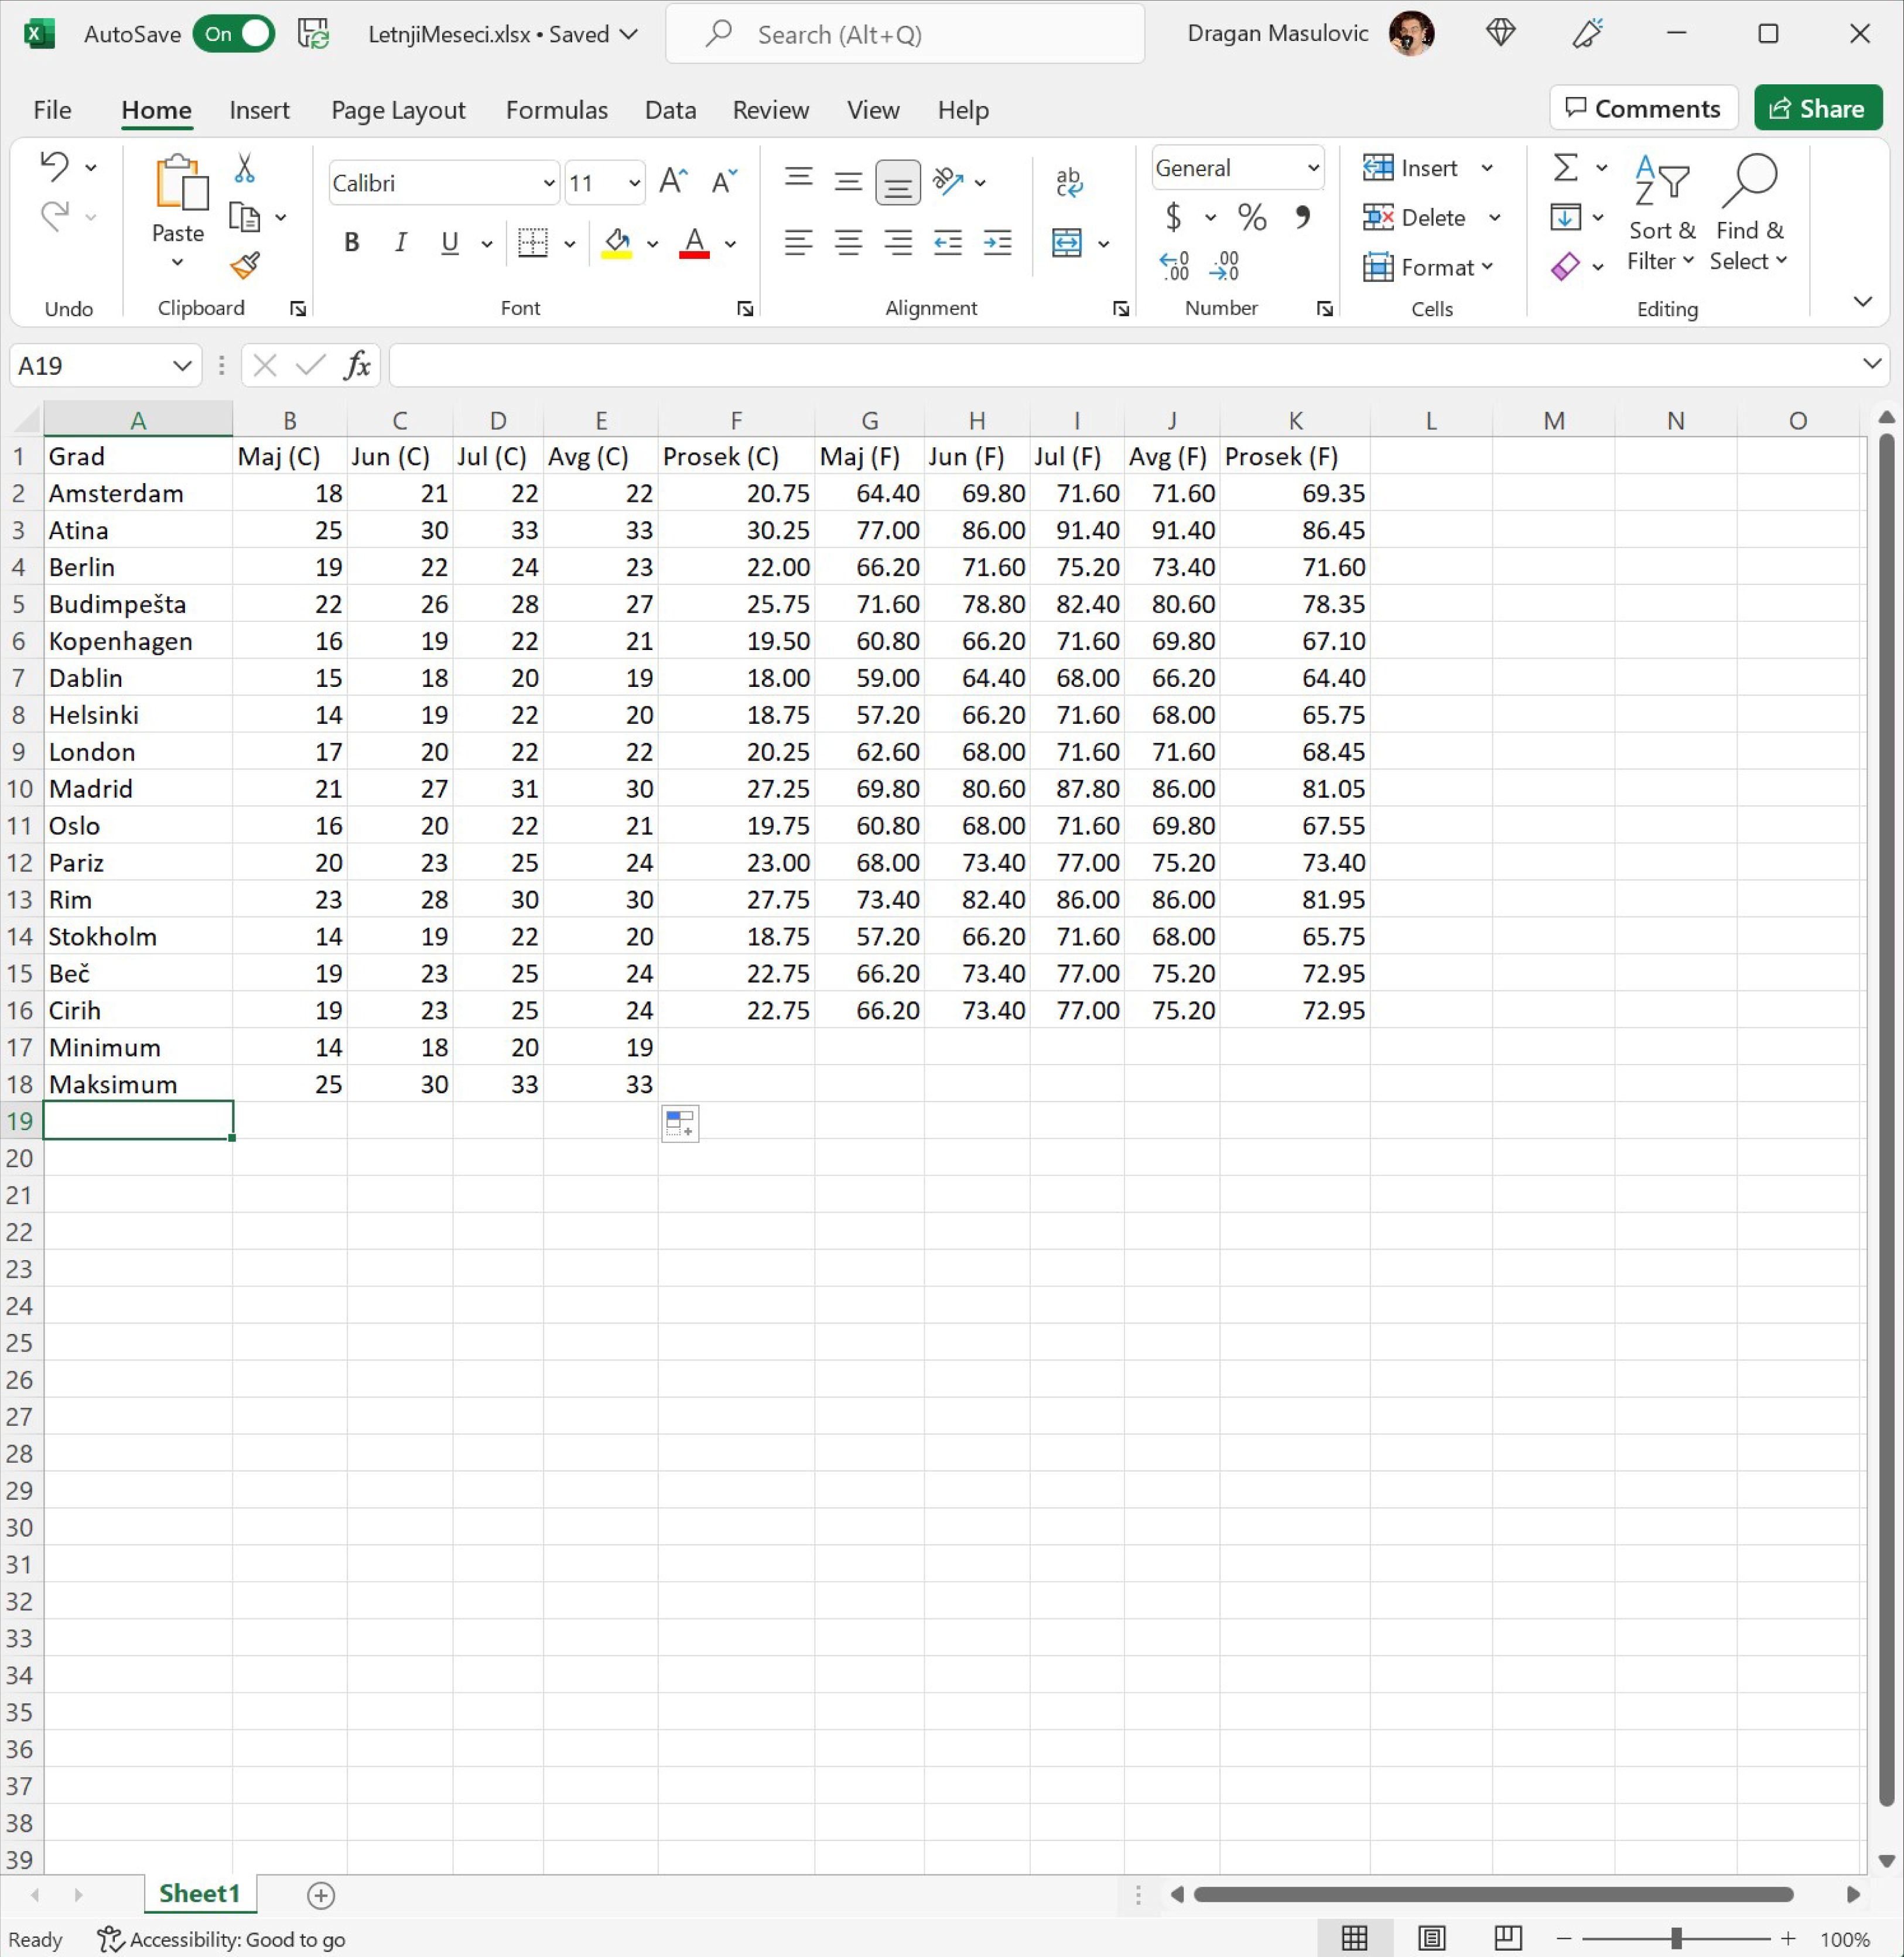 AutoSave On LetnjiMeseci.xlsx • Saved Search (Alt+Q) Dragan Masulovic
File Home Insert Page Layout Formulas Data Review View Help Comments Share
Calibri 11 ab General Insert
Paste $ % Delete Sort & Find &
B I U A Format Filter Select
Undo Clipboard Font Alignment Number Cells Editing
A19 fx
A B C D E F G H I J K L M N O
1 Grad Maj (C) Jun (C) Jul (C) Avg (C) Prosek (C) Maj (F) Jun (F) Jul (F) Avg (F) Prosek (F)
2 Amsterdam 18 21 22 22 20.75 64.40 69.80 71.60 71.60 69.35
3 Atina 25 30 33 33 30.25 77.00 86.00 91.40 91.40 86.45
4 Berlin 19 22 24 23 22.00 66.20 71.60 75.20 73.40 71.60
5 Budimpešta 22 26 28 27 25.75 71.60 78.80 82.40 80.60 78.35
6 Kopenhagen 16 19 22 21 19.50 60.80 66.20 71.60 69.80 67.10
7 Dablin 15 18 20 19 18.00 59.00 64.40 68.00 66.20 64.40
8 Helsinki 14 19 22 20 18.75 57.20 66.20 71.60 68.00 65.75
9 London 17 20 22 22 20.25 62.60 68.00 71.60 71.60 68.45
10 Madrid 21 27 31 30 27.25 69.80 80.60 87.80 86.00 81.05
11 Oslo 16 20 22 21 19.75 60.80 68.00 71.60 69.80 67.55
12 Pariz 20 23 25 24 23.00 68.00 73.40 77.00 75.20 73.40
13 Rim 23 28 30 30 27.75 73.40 82.40 86.00 86.00 81.95
14 Stokholm 14 19 22 20 18.75 57.20 66.20 71.60 68.00 65.75
15 Beč 19 23 25 24 22.75 66.20 73.40 77.00 75.20 72.95
16 Cirih 19 23 25 24 22.75 66.20 73.40 77.00 75.20 72.95
17 Minimum 14 18 20 19
18 Maksimum 25 30 33 33
19
20
21
22
23
24
25
26
27
28
29
30
31
32
33
34
35
36
37
38
39
Sheet1
Ready Accessibility: Good to go 100%